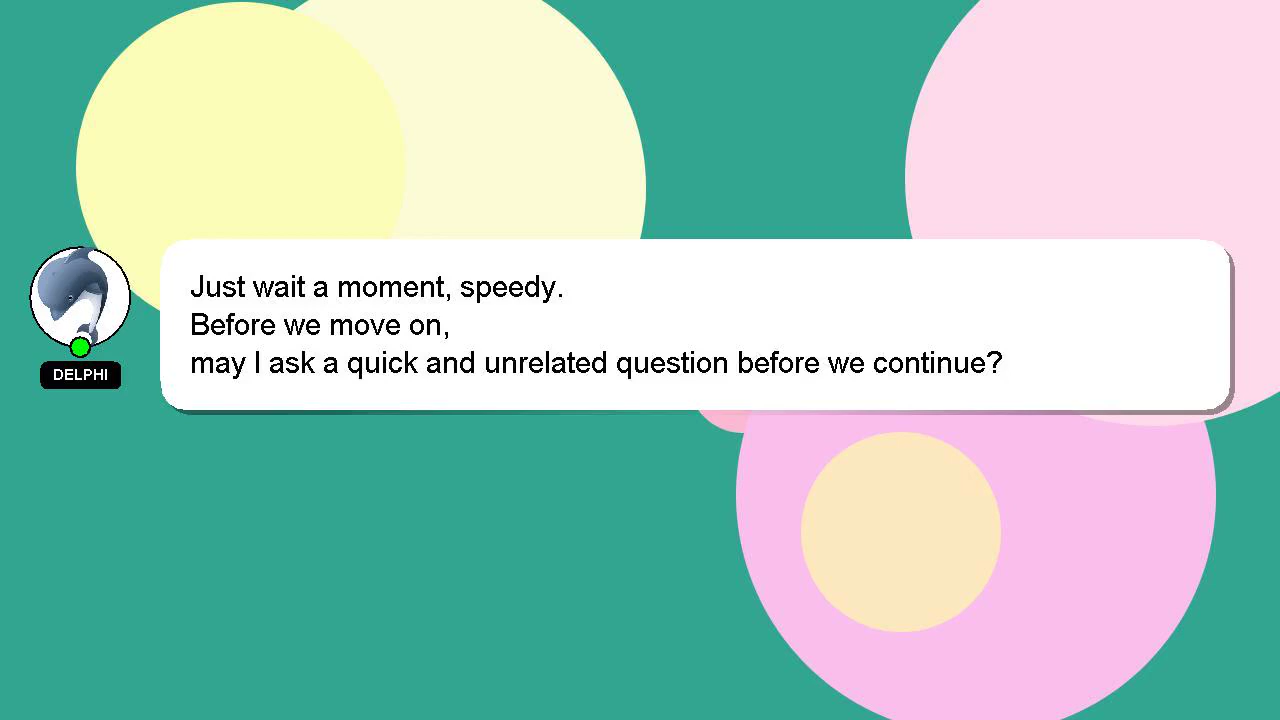 Just wait a moment, speedy.
Before we move on,
may I ask a quick and unrelated question before we continue?
DELPHI